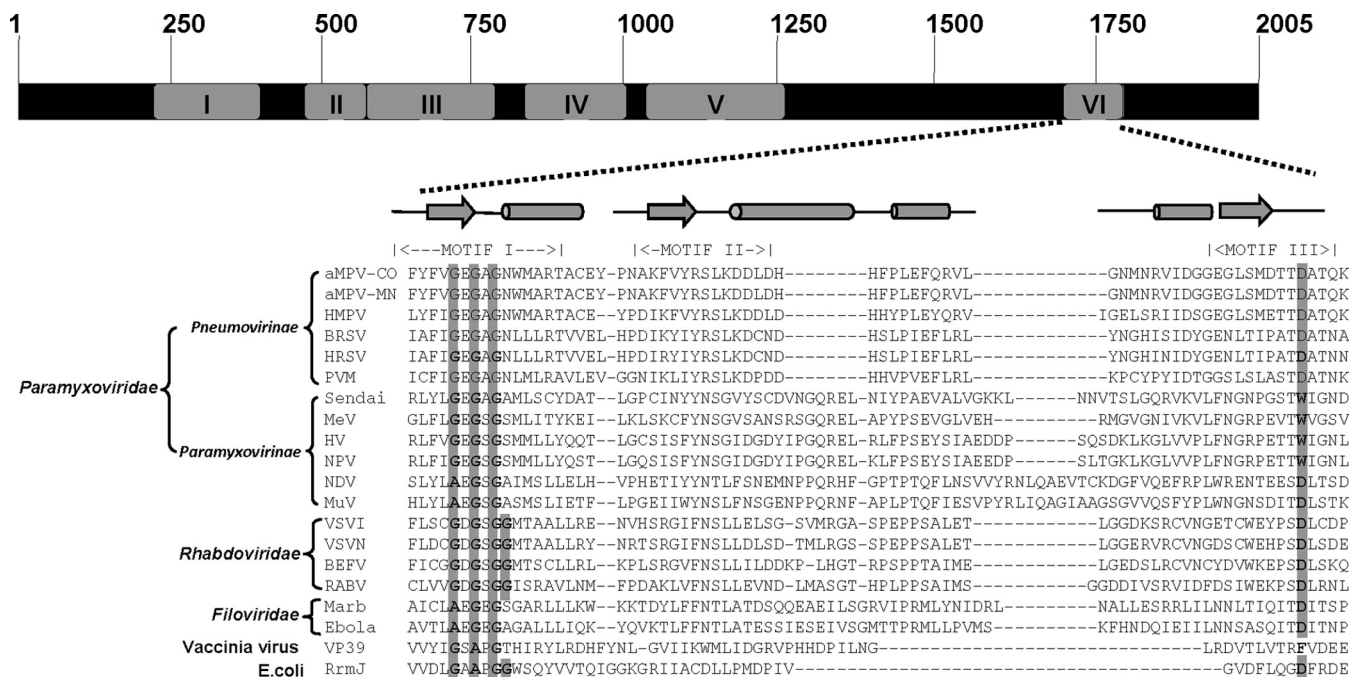 1 250 500 750 1000 1250 1500 1750 2005
I II III IV V VI
|<---MOTIF I--->| |<-MOTIF II->| |<MOTIF III>|
aMPV-CO FYFVGEGAGNWMARTACEY-PNAKFVYRSLKDDLDH--------HFPLEFQRVL-------------GNMNRVIDGGEGLSMDTTDATQK
aMPV-MN FYFVGEGAGNWMARTACEY-PNAKFVYRSLKDDLDH--------HFPLEFQRVL-------------GNMNRVIDGGEGLSMDTTDATQK
Pneumovirinae
HMPV LYFIGEGAGNWMARTACE-YPDIKFVYRSLKDDLD--------HHYPLEYQRV-------------IGELSRIIDSGEGLSMETTDATQK
BRSV IAFIGEGAGNLLLRTVVEL-HPDIRYIYRSLKDCND--------HSLPIEFLRL-------------YNGHISIDYGENLTIPATDATNA
HRSV IAFIGEGAGNLLLRTVVEL-HPDIRYIYRSLKDCND--------HSLPIEFLRL-------------YNGHINIDYGENLTIPATDATNN
PVM ICFIGEGAGNLMLRAVLEV-GGNIKLIYRSLKDPDD--------HHVPVEFLRL-------------KPCYPYIDTGGSLSLASTDATNK
Paramyxoviridae
Sendai RLYLGEGAGAMLSCYDAT--LGPCINYYNSGVYSCDVNGQREL-NIYPAEVALVGKKL---------NNVTSLGQRVKVLFNGNPGSTWIGND
MeV GLFLGEGSGSMLITYKEI--LKLSKCFYNSGVSANSRSGQREL-APYPSEVGLVEH-----------RMGVGNIVKVLFNGRPEVTWVGSV
Paramyxovirinae
HV RLFVGEGSGSMMLLYQQT--LGCSISFYNSGIDGDYIPGQREL-RLFPSEYSIAEDDP---------SQSDKLKGLVVPLFNGRPETTWIGNL
NPV RLFIGEGSGSMMLLYQST--LGQSISFYNSGIDGDYIPGQREL-KLFPSEYSIAEEDP---------SLTGKLKGLVVPLFNGRPETTWIGNL
NDV SLYLAEGSGAIMSLLELH-VPHETIYYNTLFSNEMNPPQRHF-GPTPTQFLNSVVYRNLQAEVTCKDGFVQEFRPLWRENTEESDLTSD
MuV HLYLAEGSGASMSLIETF--LPGEIIWYNSLFNSGENPPQRNF-APLPTQFIESVPYRLIQAGIAAGSGVVQSFYPLWNGNSDITDLSTK
VSVI FLSCGDGSGGMTAALLRE--NVHSRGIFNSLLELSG-SVMRGA-SPEPPSALET-------------LGGDKSRCVNGETCWEYPSDLCDP
Rhabdoviridae
VSVN FLDCGDGSGGMTAALLRY--NRTSRGIFNSLLDLSD-TMLRGS-SPEPPSALET-------------LGGERVRCVNGDSCWEHPSDLSDE
BEFV FICGGDGSGGMTSCLLRL--KPLSRGVFNSLILDDKP-LHGT-RPSPPSAIME-------------LGEDSLRCVNCYDVWKEPSDLSKQ
RABV CLVVGDGSGGISRAVLNM--FPDAKLVFNSLLEVND-LMASGT-HPLPPSAIMS-------------GGDDIVSRVIDFDSIWEKPSDLRNL
Filoviridae
Marb AICLAEGEGSGARLLLKW--KKTDYLFFNTLATDSQQEAEILSGRVIPRMLYNIDRL----------NALLESRRLILNNLTIQITDITSP
Ebola AVTLAEGEGAGALLLIQK--YQVKTLFFNTLATESSIESEIVSGMTTPRMLLPVMS-----------KFHNDQIEIILNNSASQITDITNP
Vaccinia virus VP39 VVYIGSAPGTHIRYLRDHFYNL-GVIIKWMLIDGRVPHHDPILNG----------------------LRDVTLVTRFVDEE
E.coli RrmJ VVDLGAAPGGWSQYVVTQIGGKGRIIACDLLPMDPIV------------------------------GVDFLQGDFRDE